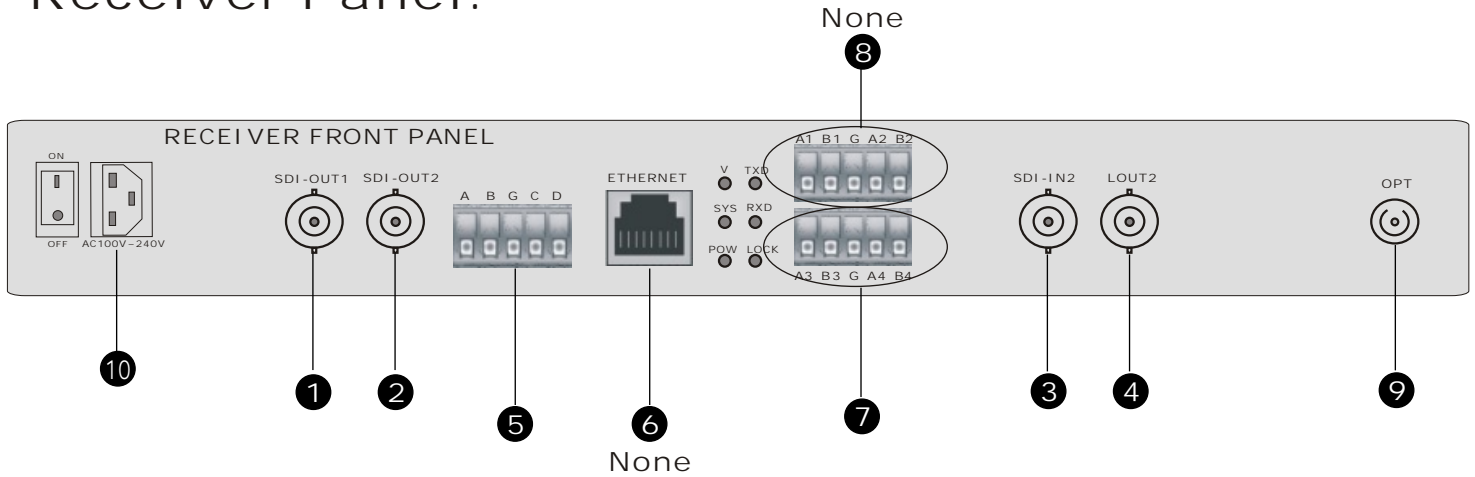 Receiver Panel:
None
8
RECEIVER FRONT PANEL
A1 B1 G A2 B2
ON
SDI-OUT1 SDI-OUT2
A B G C D
ETHERNET
V TXD
SYS RXD
POW LOCK
SDI-IN2 LOUT2
OPT
OFF AC100V~240V
A3 B3 G A4 B4
10
1
2
5
6
None
7
3
4
9